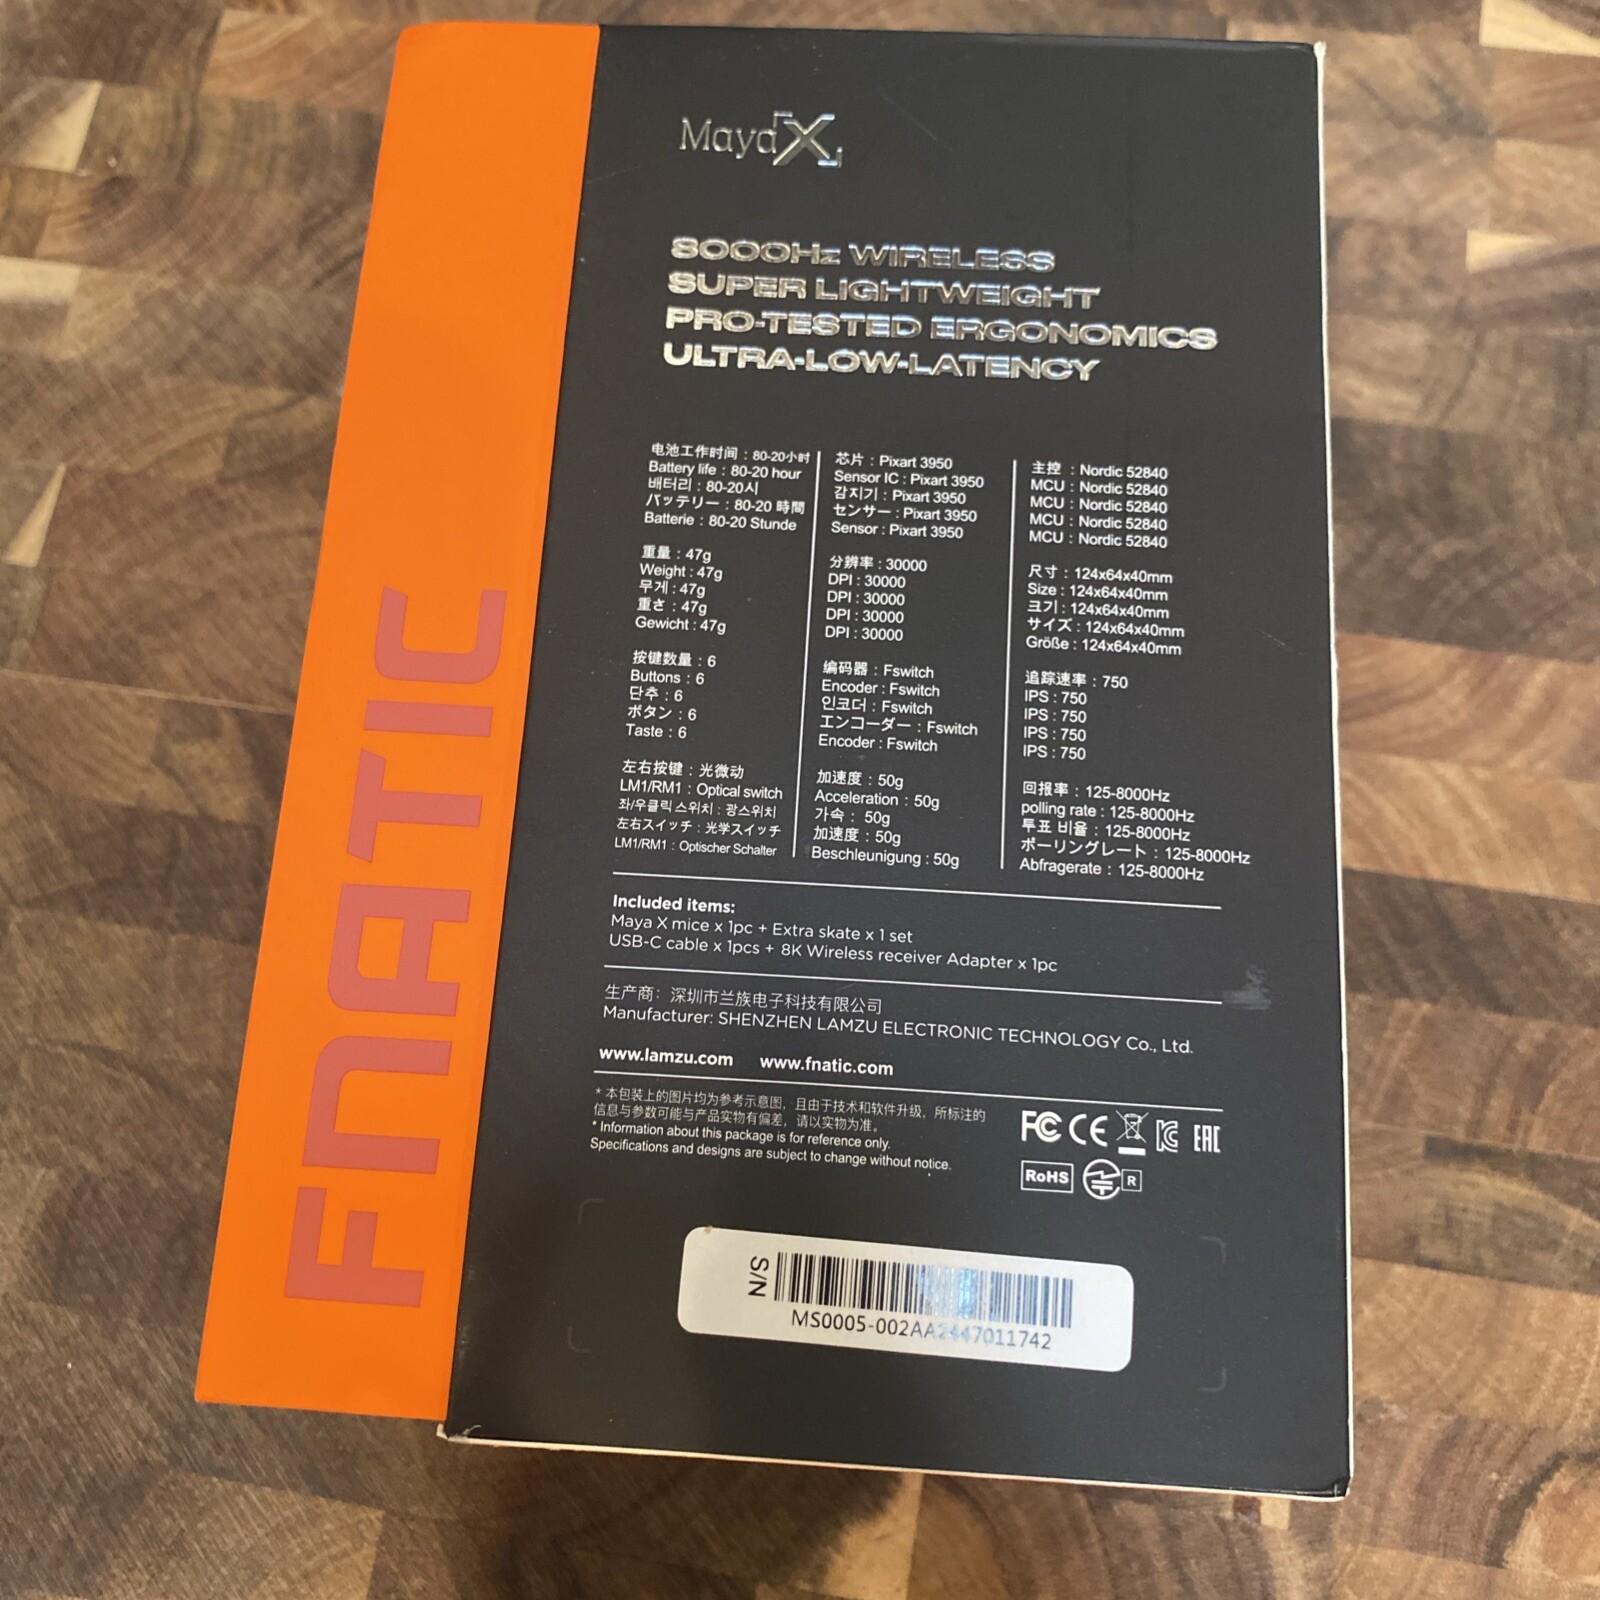 Maya X
8000Hz WIRELESS
SUPER LIGHTWEIGHT
PRO-TESTED ERGONOMICS
ULTRA-LOW-LATENCY
电池工作时间：80-20小时
Battery life : 80-20 hour
배터리 : 80-20시
バッテリー : 80-20 時間
Batterie : 80-20 Stunde
重量 : 47g
Weight : 47g
무게 : 47g
重さ : 47g
Gewicht : 47g
按键数量 : 6
Buttons : 6
단추 : 6
ボタン : 6
Taste : 6
左右按键 : 光微动
LM1/RM1 : Optical switch
좌/우클릭 스위치 : 광스위치
左右スイッチ : 光学スイッチ
LM1/RM1 : Optischer Schalter
芯片 : Pixart 3950
Sensor IC : Pixart 3950
감지기 : Pixart 3950
センサー : Pixart 3950
Sensor : Pixart 3950
分辨率 : 30000
DPI : 30000
DPI : 30000
DPI : 30000
DPI : 30000
编码器 : Fswitch
Encoder : Fswitch
인코더 : Fswitch
エンコーダー : Fswitch
Encoder : Fswitch
加速度 : 50g
Acceleration : 50g
가속 : 50g
加速度 : 50g
Beschleunigung : 50g
主控 : Nordic 52840
MCU : Nordic 52840
MCU : Nordic 52840
MCU : Nordic 52840
MCU : Nordic 52840
尺寸 : 124x64x40mm
Size : 124x64x40mm
크기 : 124x64x40mm
サイズ : 124x64x40mm
Größe : 124x64x40mm
追踪速率 : 750
IPS : 750
IPS : 750
IPS : 750
IPS : 750
回报率 : 125-8000Hz
polling rate : 125-8000Hz
투표 비율 : 125-8000Hz
ポーリングレート : 125-8000Hz
Abfragerate : 125-8000Hz
Included items:
Maya X mice x 1pc + Extra skate x 1 set
USB-C cable x 1pcs + 8K Wireless receiver Adapter x 1pc
生产商：深圳市兰族电子科技有限公司
Manufacturer: SHENZHEN LAMZU ELECTRONIC TECHNOLOGY Co., Ltd.
www.lamzu.com www.fnatic.com
* 本包装上的图片均为参考示意图，且由于技术和软件升级，所标注的
信息与参数可能与产品实物有偏差，请以实物为准。
* Information about this package is for reference only.
Specifications and designs are subject to change without notice.
FC CE KC EAC
RoHS R
S/N
MS0005-002AA2447011742
FNATIC